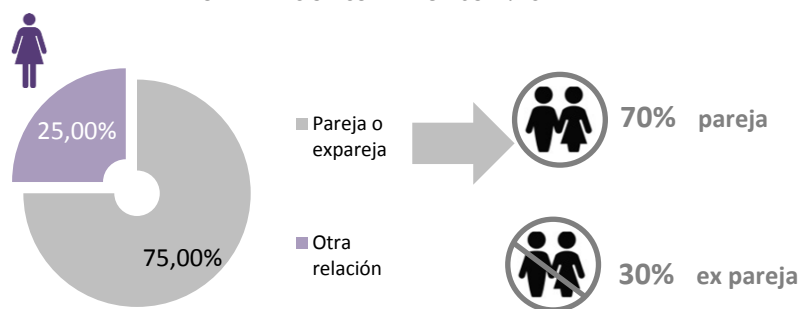 25,00%
75,00%
Pareja o
expareja
Otra
relación
70% pareja
30% ex pareja